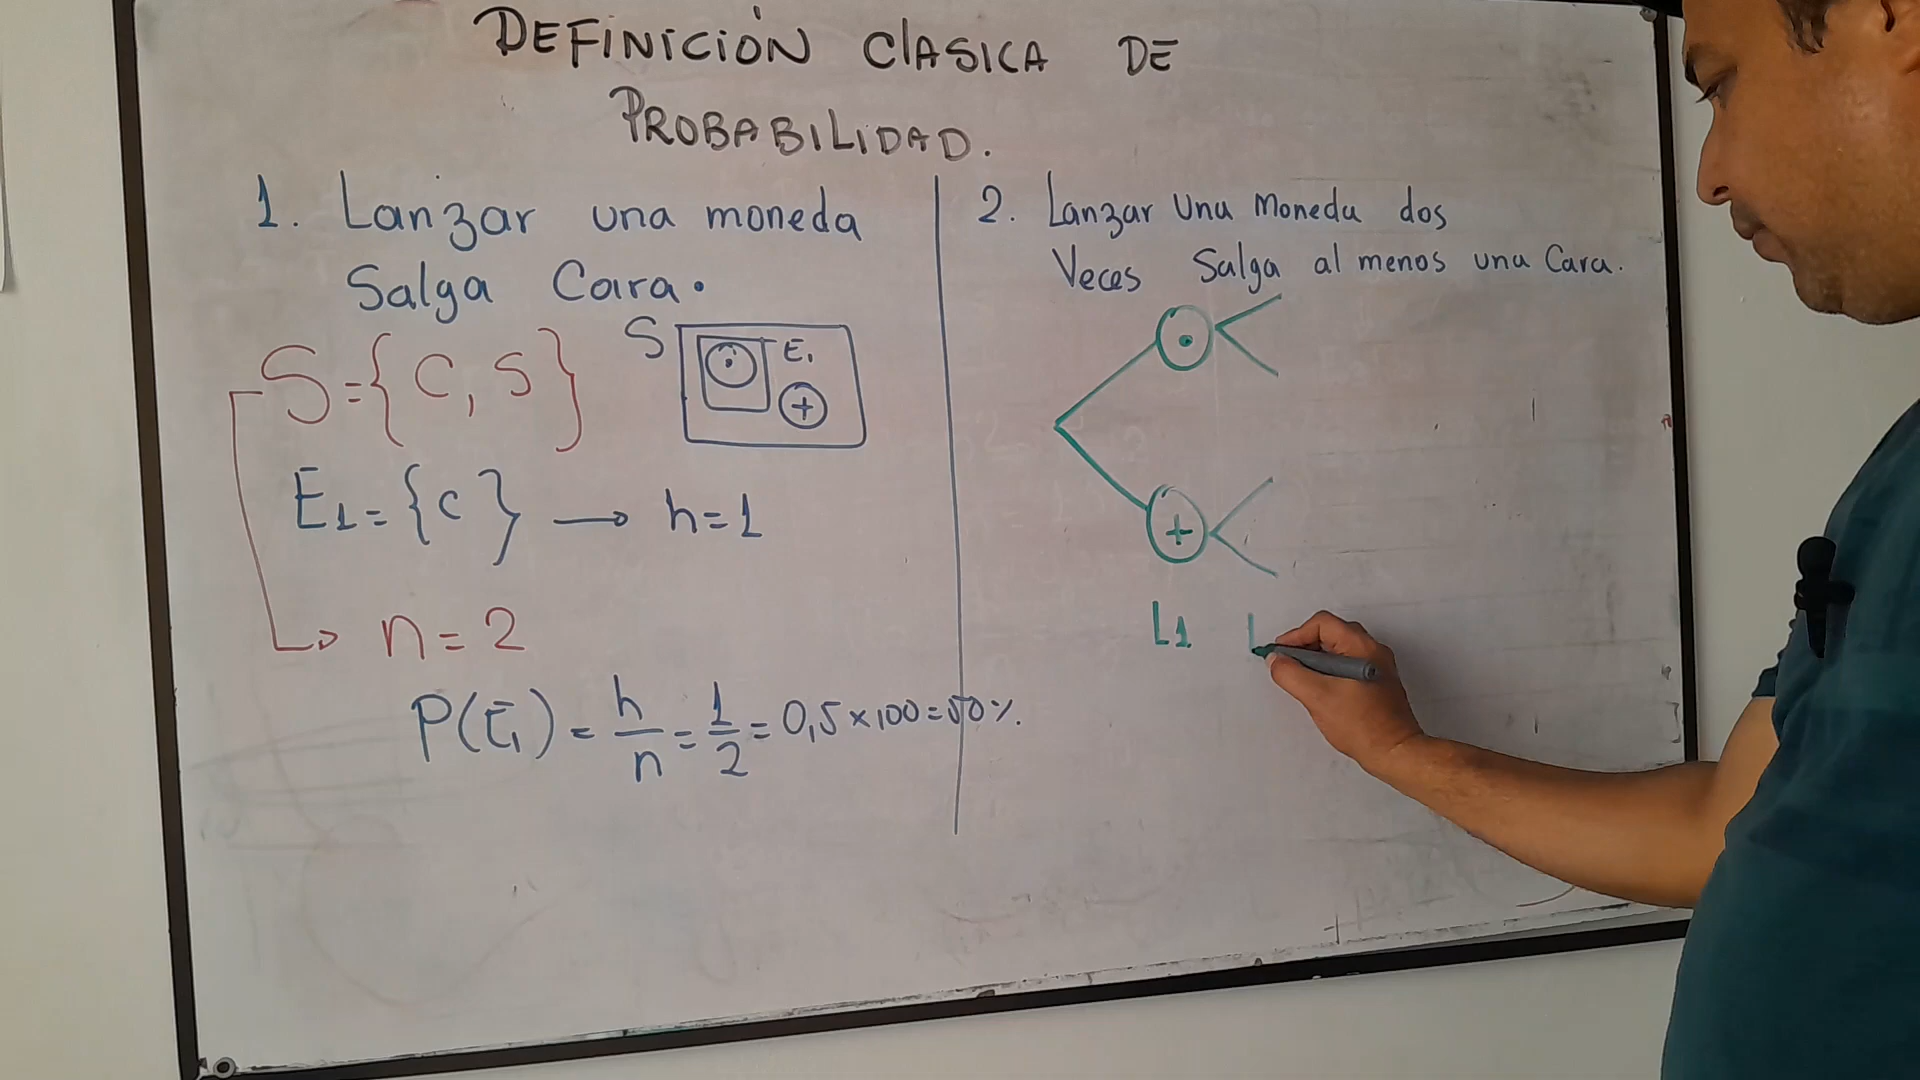 DEFINICIÓN CLASICA DE
PROBABILIDAD.
1. Lanzar una moneda
Salga Cara.
S={C, S}
S
E1
+
E1={C} → h=1
n=2
P(E1) = h/n = 1/2 = 0,5×100=50%.
2. Lanzar Una Moneda dos
Veces Salga al menos una Cara.
+
L1 L